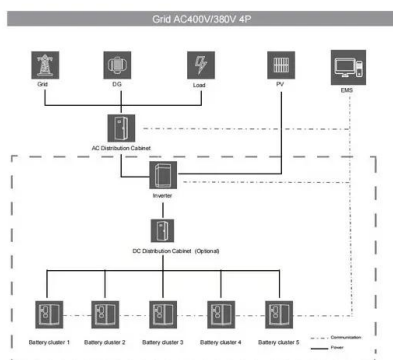 Grid AC400V/380V 4P
Grid
DG
Load
PV
EMS
AC Distribution Cabinet
Inverter
DC Distribution Cabinet (Optional)
Battery cluster 1
Battery cluster 2
Battery cluster 3
Battery cluster 4
Battery cluster 5
Communication
Power